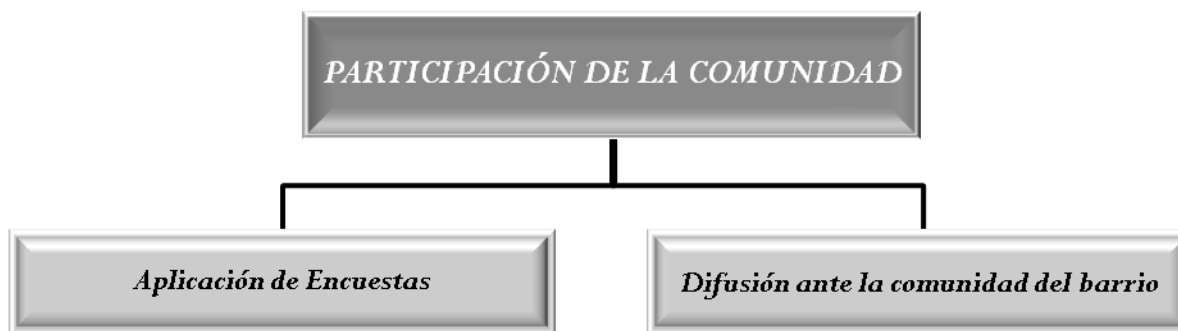 PARTICIPACIÓN DE LA COMUNIDAD
Aplicación de Encuestas
Difusión ante la comunidad del barrio